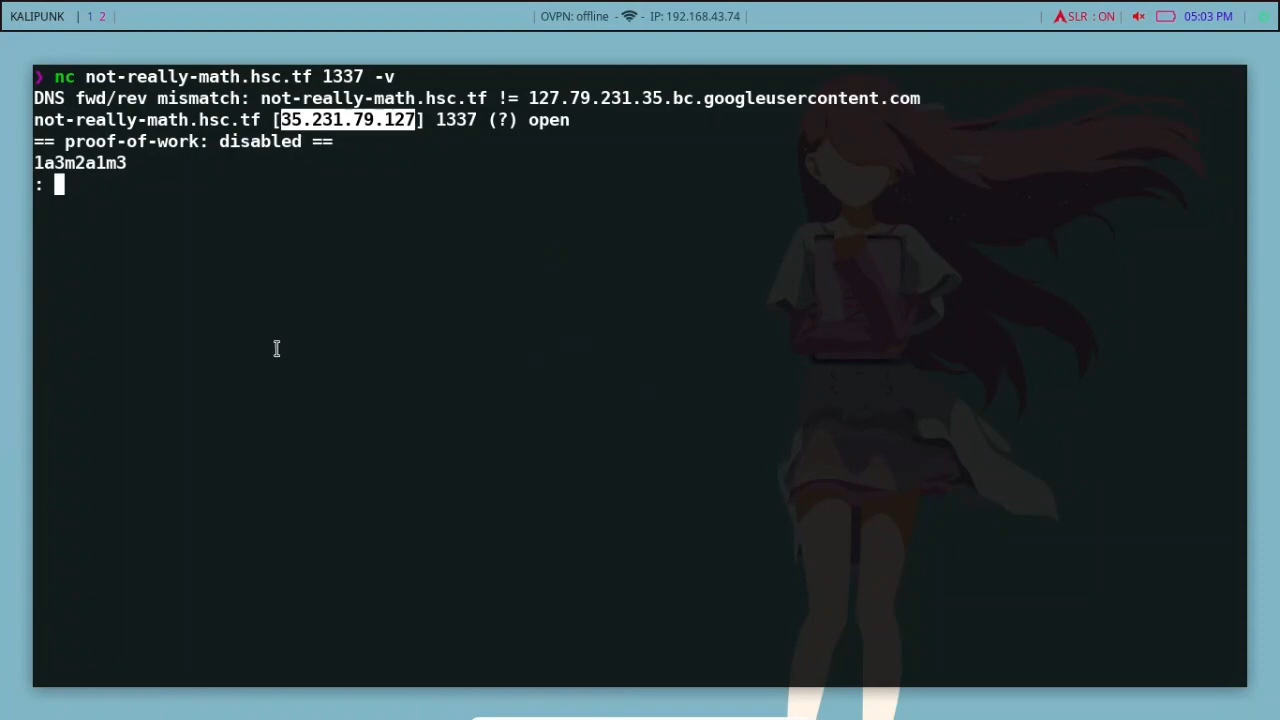 KALIPUNK | 1 2 | | OVPN: offline - - IP: 192.168.43.74 | | SLR : ON | 05:03 PM |
❯ nc not-really-math.hsc.tf 1337 -v
DNS fwd/rev mismatch: not-really-math.hsc.tf != 127.79.231.35.bc.googleusercontent.com
not-really-math.hsc.tf [35.231.79.127] 1337 (?) open
== proof-of-work: disabled ==
1a3m2a1m3
: